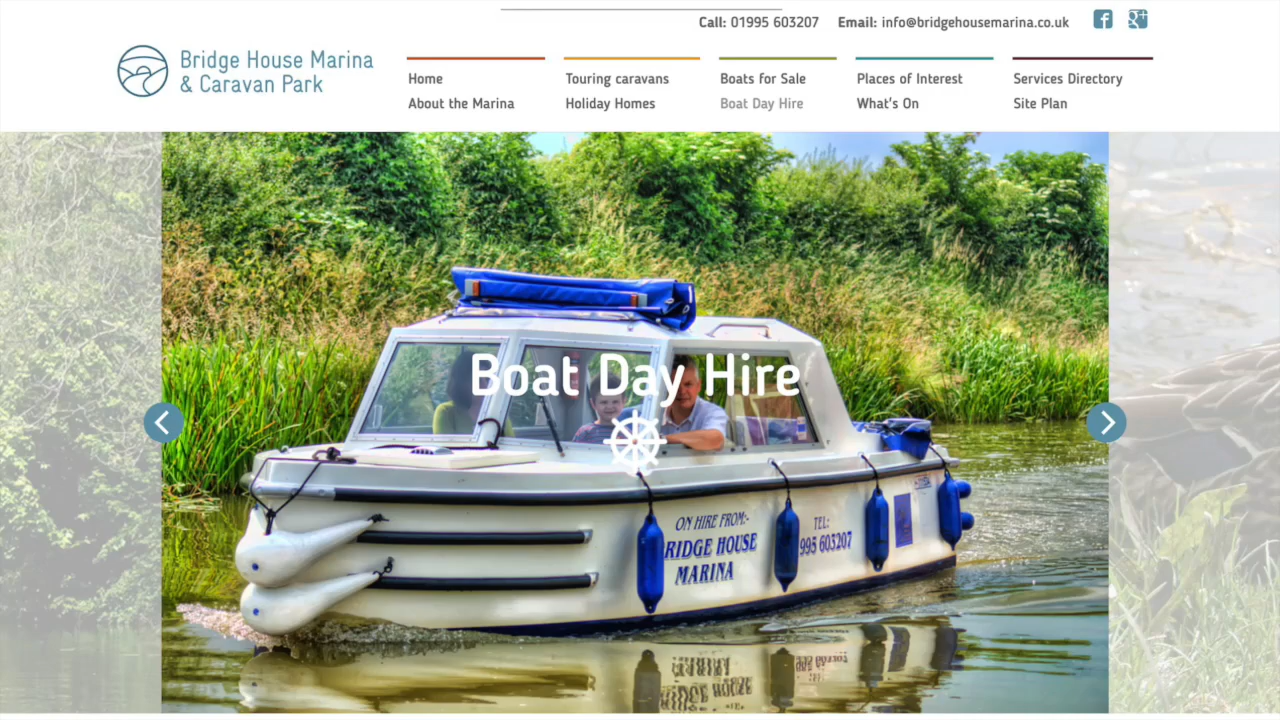 Call: 01995 603207 Email: info@bridgehousemarina.co.uk
Bridge House Marina
& Caravan Park
Home
About the Marina
Touring caravans
Holiday Homes
Boats for Sale
Boat Day Hire
Places of Interest
What's On
Services Directory
Site Plan
Boat Day Hire
ON HIRE FROM:-
RIDGE HOUSE
MARINA
TEL:
995 603207